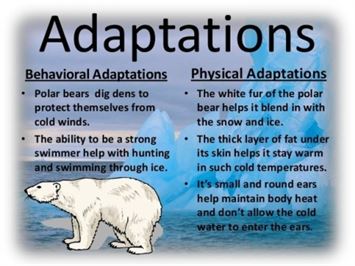 Adaptations
Behavioral Adaptations
• Polar bears dig dens to
protect themselves from
cold winds.
• The ability to be a strong
swimmer help with hunting
and swimming through ice.
Physical Adaptations
• The white fur of the polar
bear helps it blend in with
the snow and ice.
• The thick layer of fat under
its skin helps it stay warm
in such cold temperatures.
• It's small and round ears
help maintain body heat
and don't allow the cold
water to enter the ears.